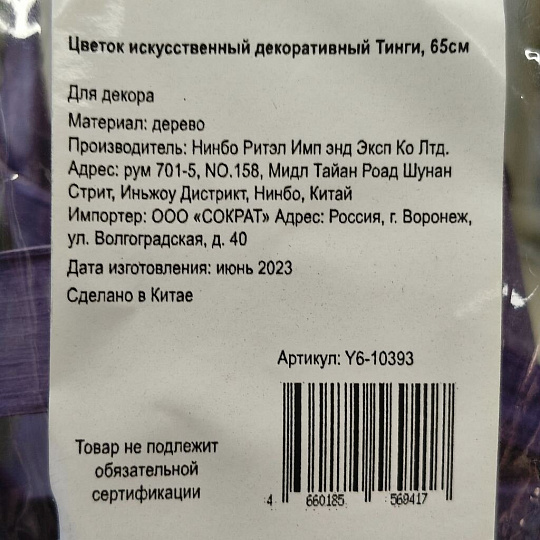 Цветок искусственный декоративный Тинги, 65см
Для декора
Материал: дерево
Производитель: Нинбо Ритэл Имп энд Эксп Ко Лтд.
Адрес: рум 701-5, NO.158, Мидл Тайан Роад Шунан
Стрит, Иньжоу Дистрикт, Нинбо, Китай
Импортер: ООО «СОКРАТ» Адрес: Россия, г. Воронеж,
ул. Волгоградская, д. 40
Дата изготовления: июнь 2023
Сделано в Китае
Артикул: Y6-10393
Товар не подлежит
обязательной
сертификации
4 660185 569417